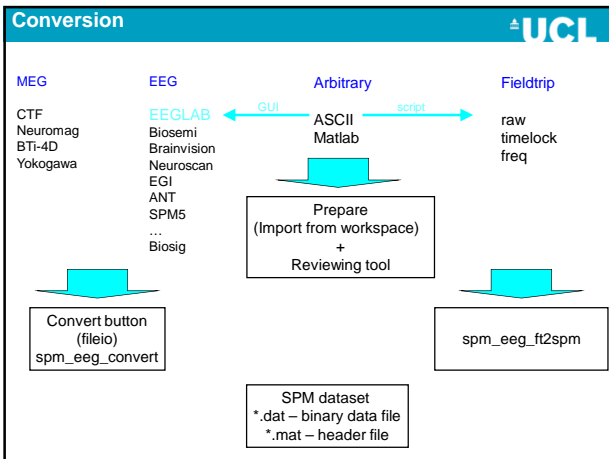 Conversion
UCL
MEG
EEG
Arbitrary
Fieldtrip
CTF
Neuromag
BTi-4D
Yokogawa
EEGLAB
Biosemi
Brainvision
Neuroscan
EGI
ANT
SPM5
…
Biosig
GUI
ASCII
Matlab
script
raw
timelock
freq
Prepare
(Import from workspace)
+
Reviewing tool
Convert button
(fileio)
spm_eeg_convert
spm_eeg_ft2spm
SPM dataset
*.dat – binary data file
*.mat – header file